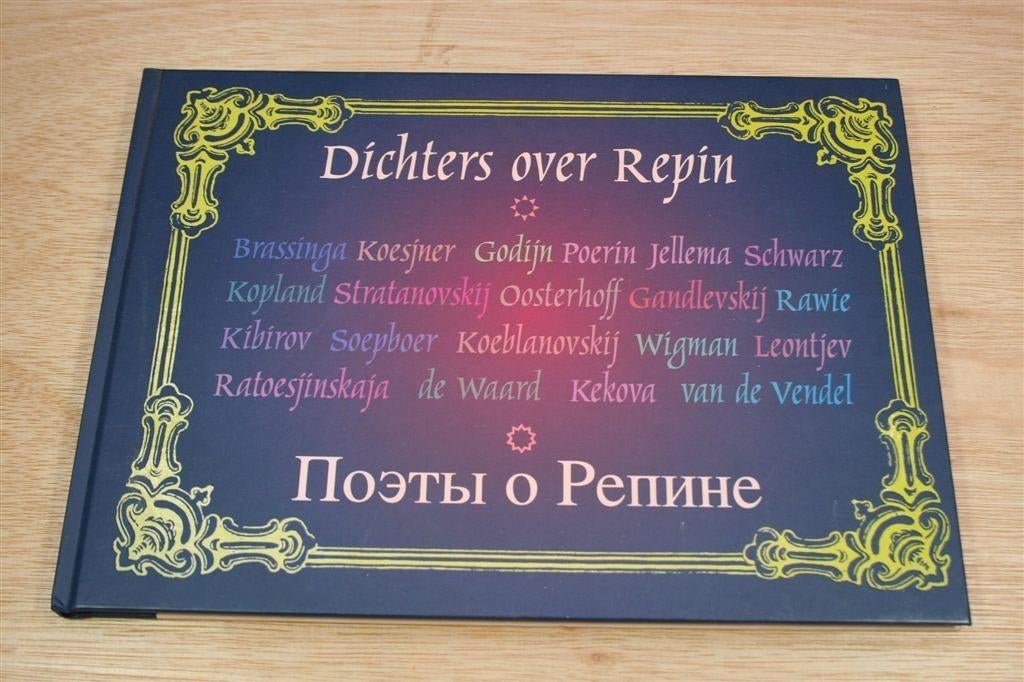 Dichters over Repin
Brassinga Koesjner Godijn Poerin Jellema Schwarz
Kopland Stratanovskij Oosterhoff Gandlevskij Rawie
Kibirov Soepboer Koeblanovskij Wigman Leontjev
Ratoesjinskaja de Waard Kekova van de Vendel
Поэты о Репине